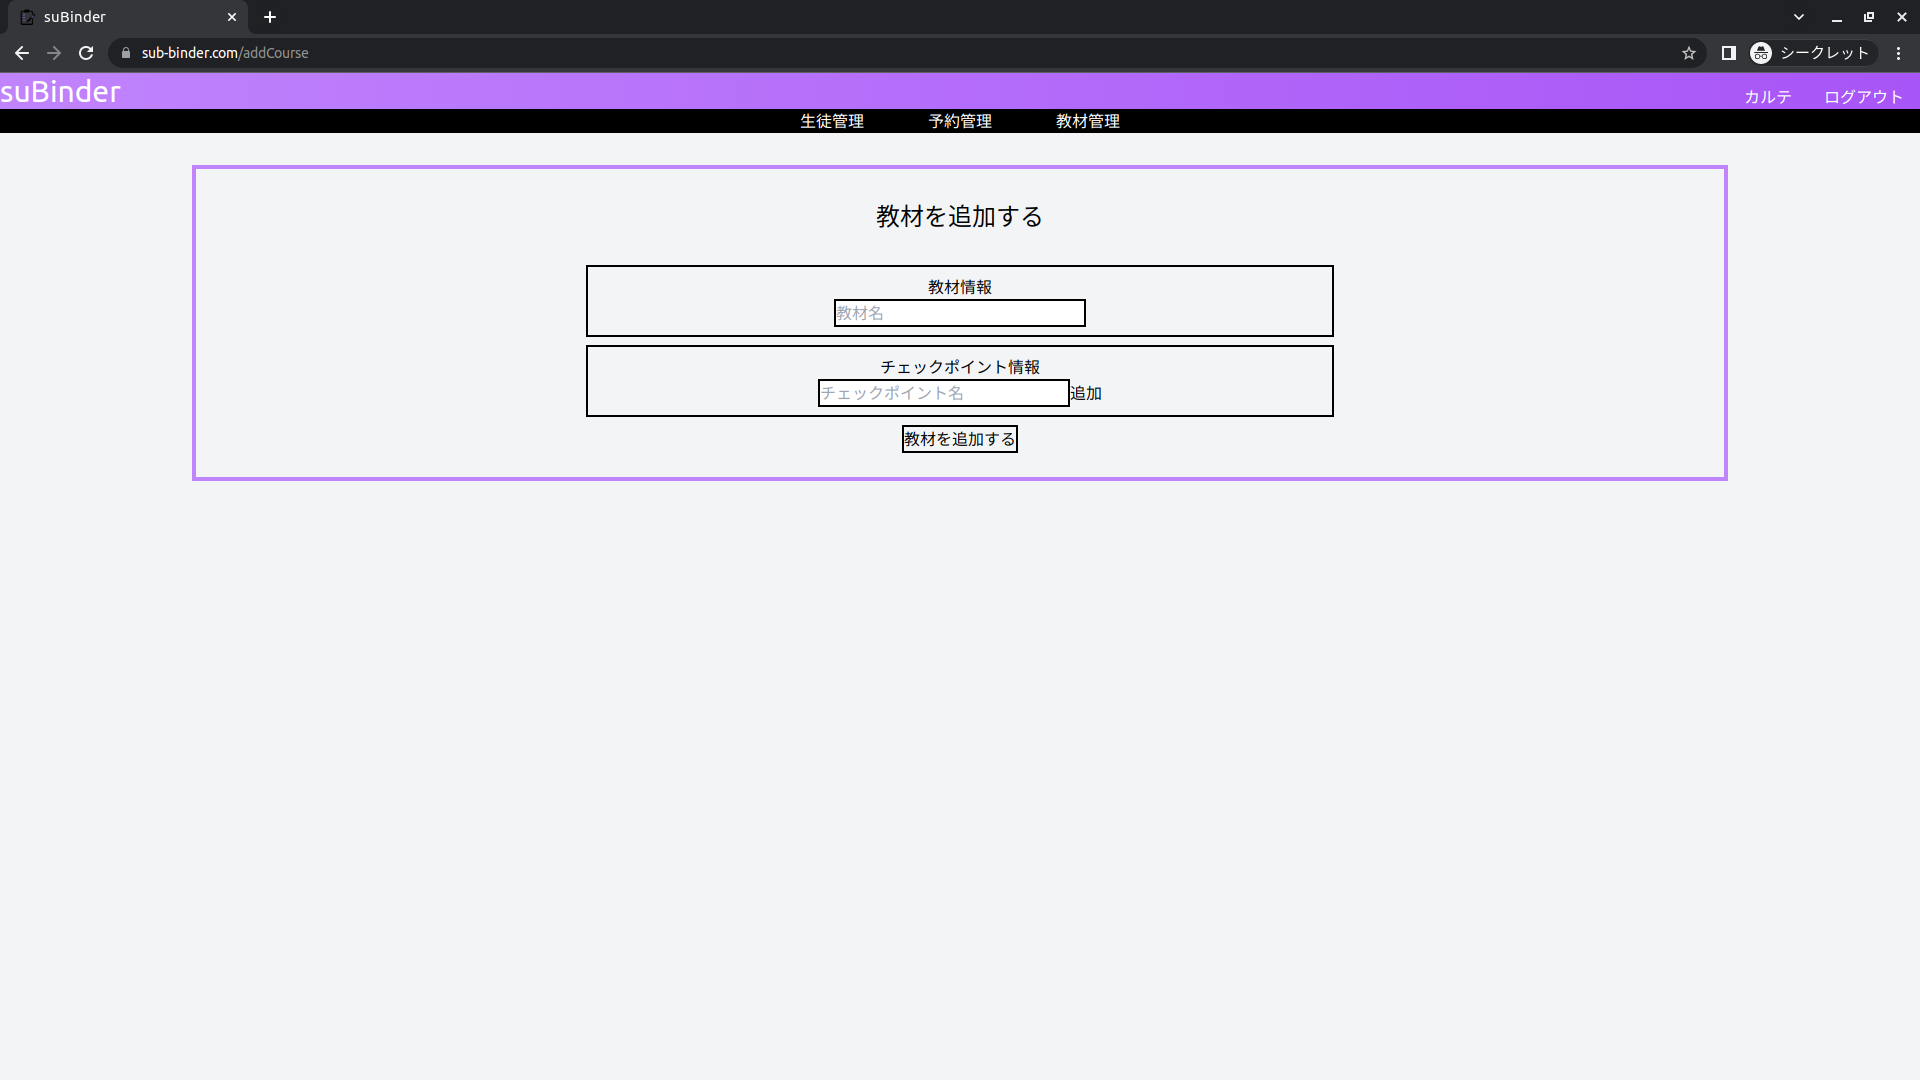 suBinder
sub-binder.com/addCourse
シークレット
suBinder
カルテ
ログアウト
生徒管理
予約管理
教材管理
教材を追加する
教材情報
教材名
チェックポイント情報
チェックポイント名
追加
教材を追加する